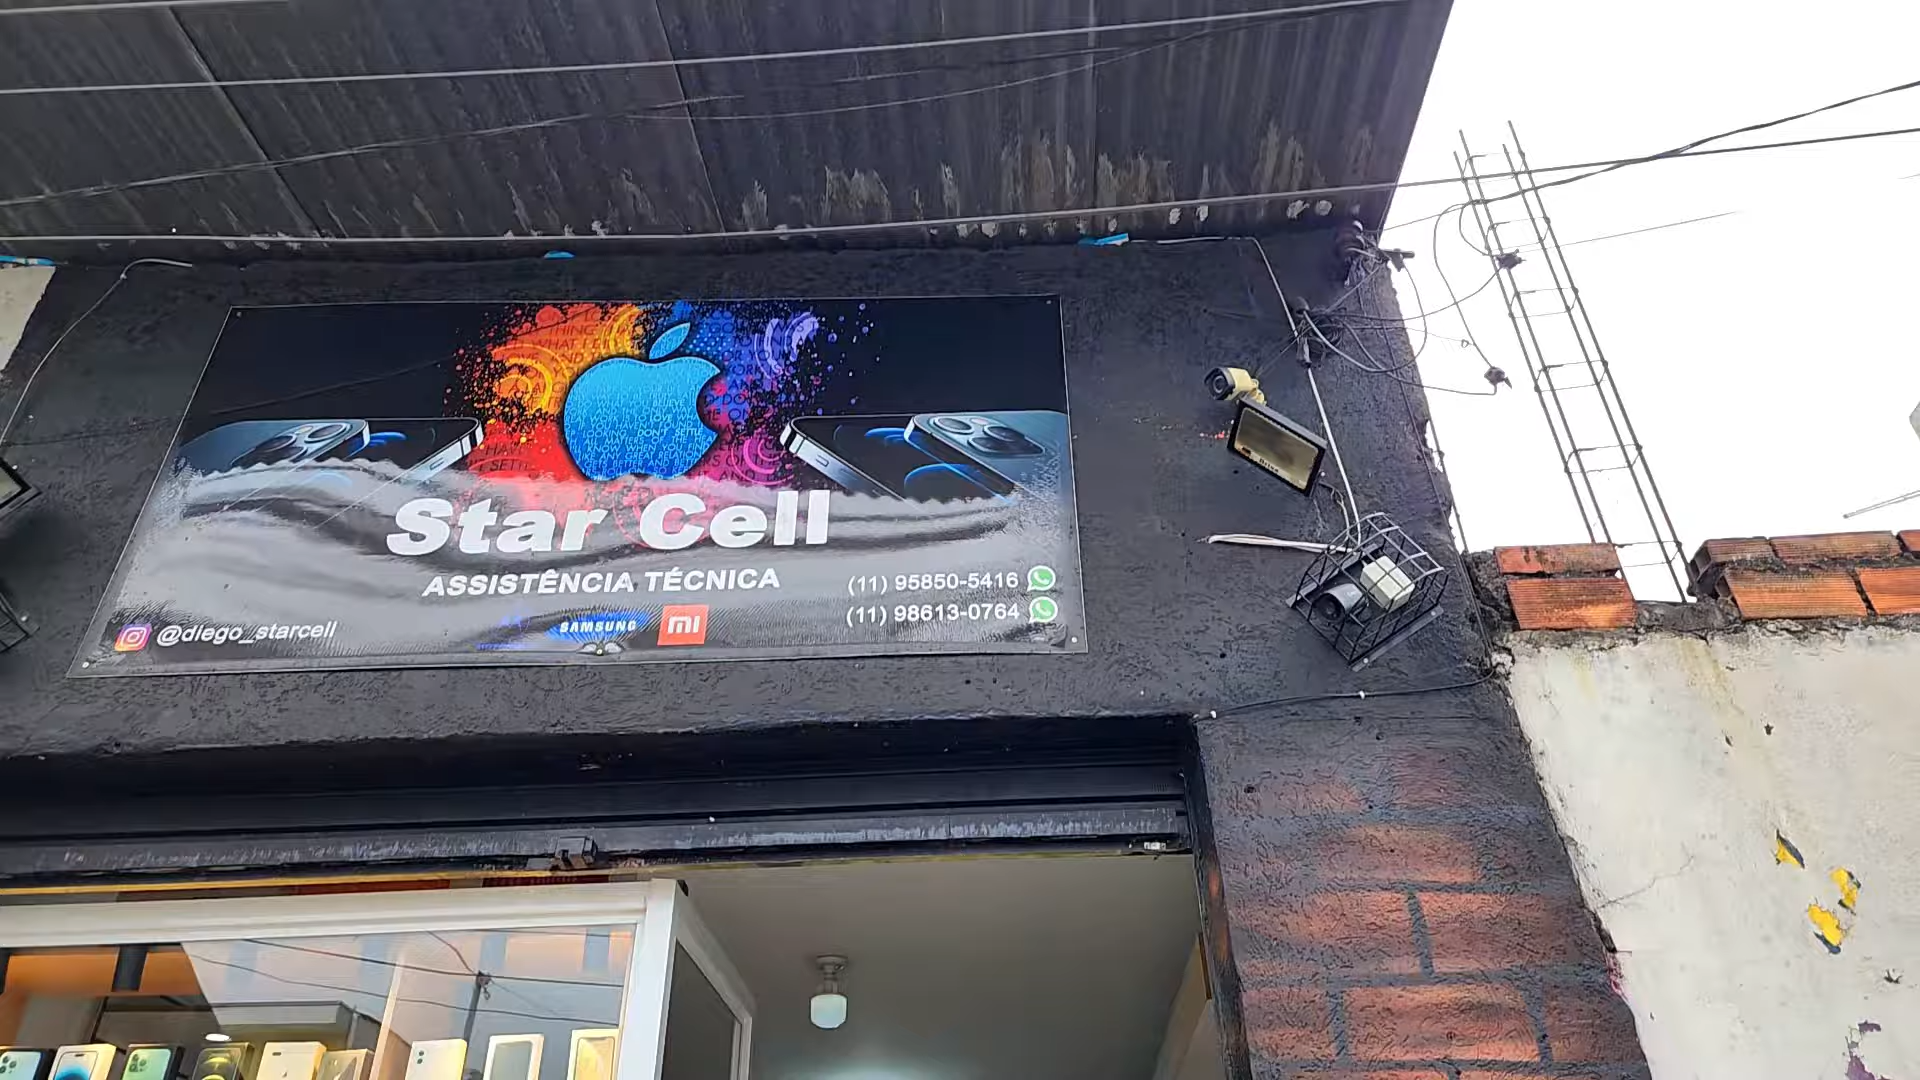 Star Cell
ASSISTÊNCIA TÉCNICA
(11) 95850-5416
(11) 98613-0764
@diego_starcell
SAMSUNG
mi